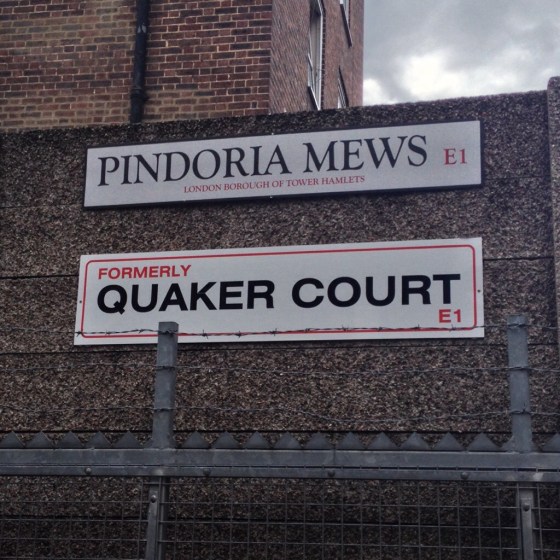 PINDORIA MEWS E1
LONDON BOROUGH OF TOWER HAMLETS
FORMERLY
QUAKER COURT
E1